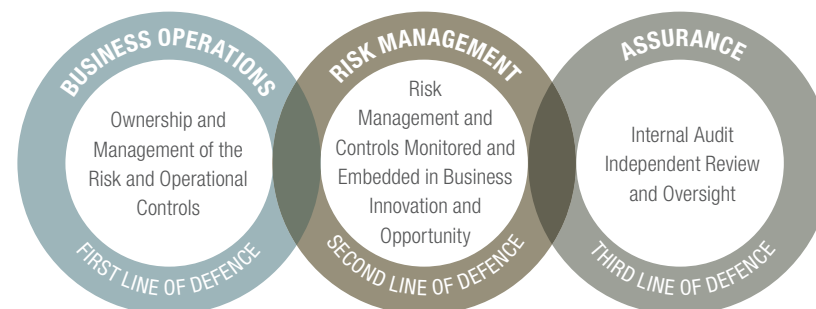 BUSINESS OPERATIONS
Ownership and
Management of the
Risk and Operational
Controls
FIRST LINE OF DEFENCE
RISK MANAGEMENT
Risk
Management and
Controls Monitored and
Embedded in Business
Innovation and
Opportunity
SECOND LINE OF DEFENCE
ASSURANCE
Internal Audit
Independent Review
and Oversight
THIRD LINE OF DEFENCE